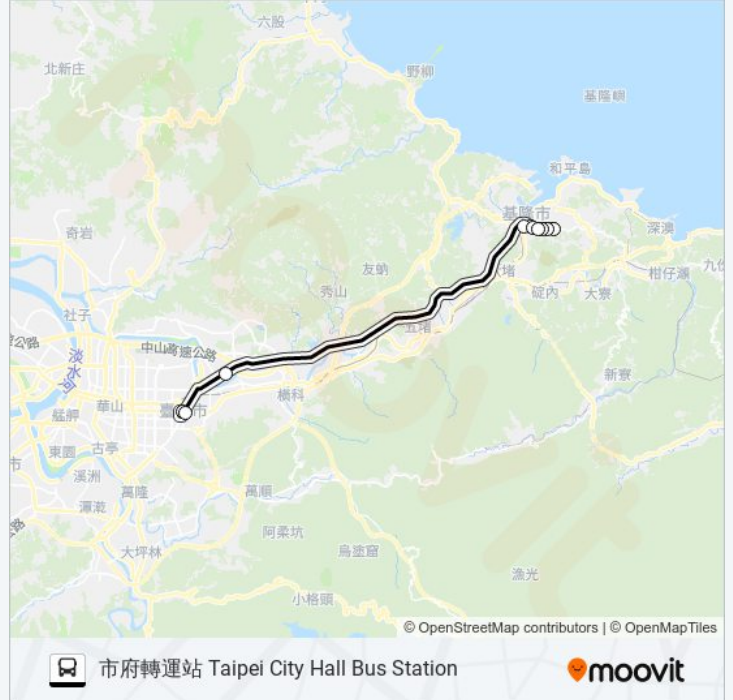 六股
北新庄
野柳
基隆嶼
和平島
基隆市
深澳
奇岩
九份
友蚋
堵
柑仔瀨
秀山
碇內
大寮
社子
五堵
公路
中山高速公路
淡水河
新寮
橫科
華山
臺
市
艋舺
東園
古亭
市
溪洲
萬隆
萬順
阿柔坑
大坪林
烏塗窟
漁光
小格頭
© OpenStreetMap contributors | © OpenMapTiles
市府轉運站 Taipei City Hall Bus Station
moovit